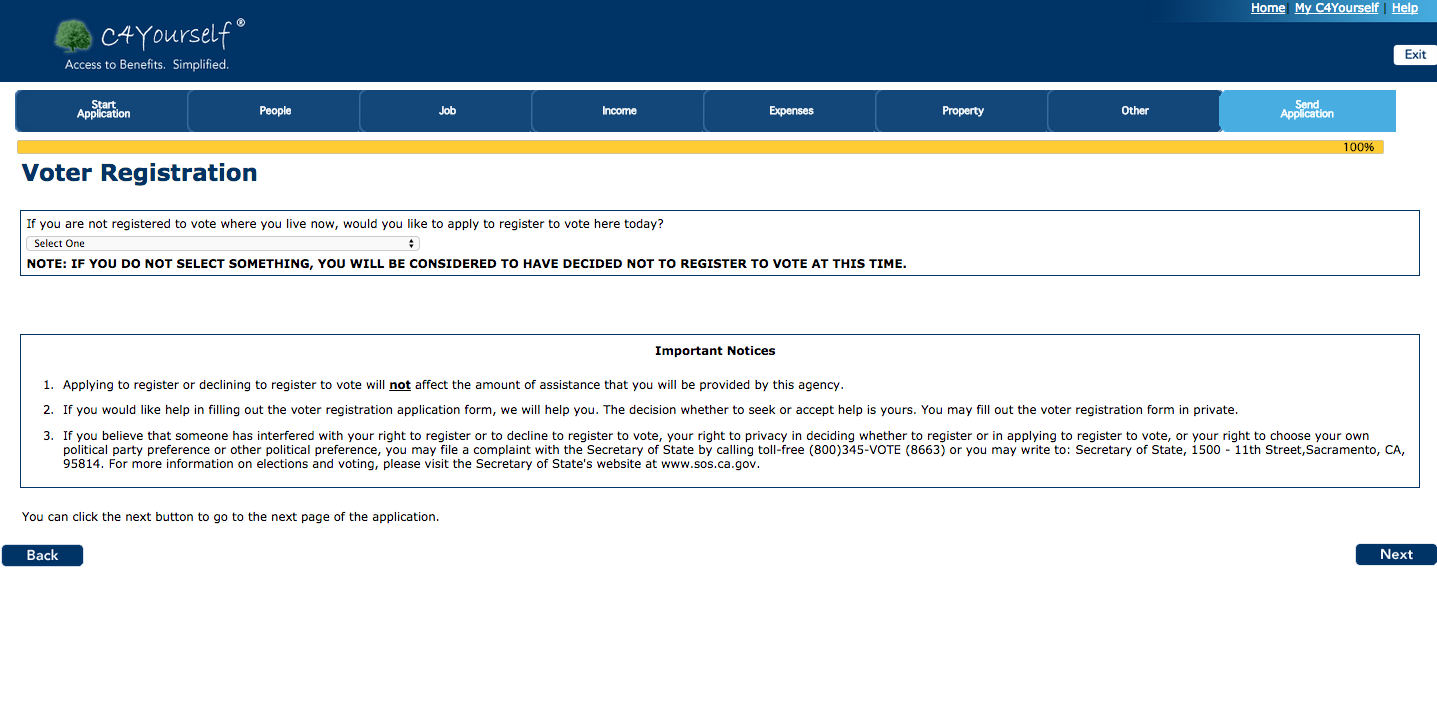 Home | My C4Yourself | Help
C4Yourself ®
Access to Benefits. Simplified.
Exit
Start
Application
People
Job
Income
Expenses
Property
Other
Send
Application
100%
Voter Registration
If you are not registered to vote where you live now, would you like to apply to register to vote here today?
Select One
NOTE: IF YOU DO NOT SELECT SOMETHING, YOU WILL BE CONSIDERED TO HAVE DECIDED NOT TO REGISTER TO VOTE AT THIS TIME.
Important Notices
1. Applying to register or declining to register to vote will not affect the amount of assistance that you will be provided by this agency.
2. If you would like help in filling out the voter registration application form, we will help you. The decision whether to seek or accept help is yours. You may fill out the voter registration form in private.
3. If you believe that someone has interfered with your right to register or to decline to register to vote, your right to privacy in deciding whether to register or in applying to register to vote, or your right to choose your own
political party preference or other political preference, you may file a complaint with the Secretary of State by calling toll-free (800)345-VOTE (8663) or you may write to: Secretary of State, 1500 - 11th Street,Sacramento, CA,
95814. For more information on elections and voting, please visit the Secretary of State's website at www.sos.ca.gov.
You can click the next button to go to the next page of the application.
Back
Next